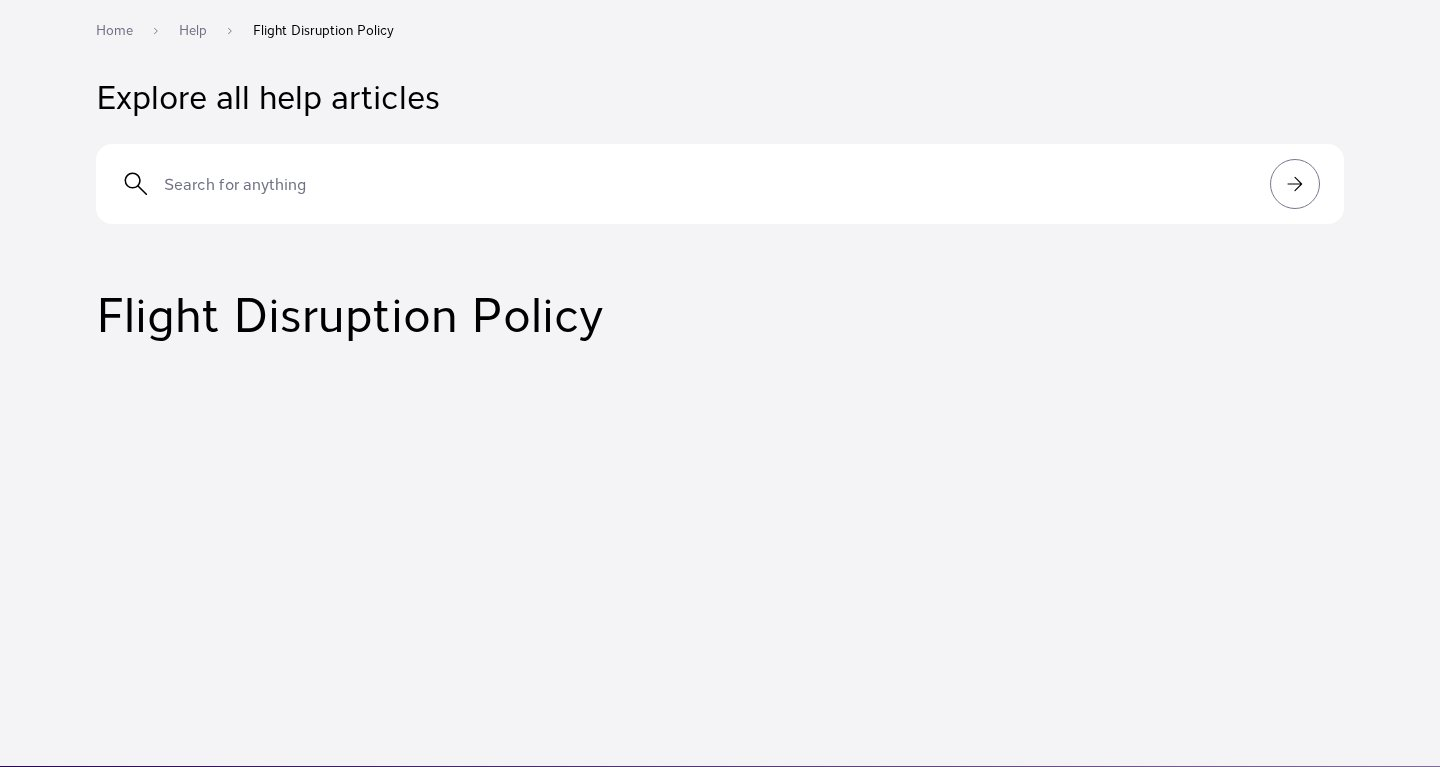 Home > Help > Flight Disruption Policy
Explore all help articles
Search for anything
Flight Disruption Policy